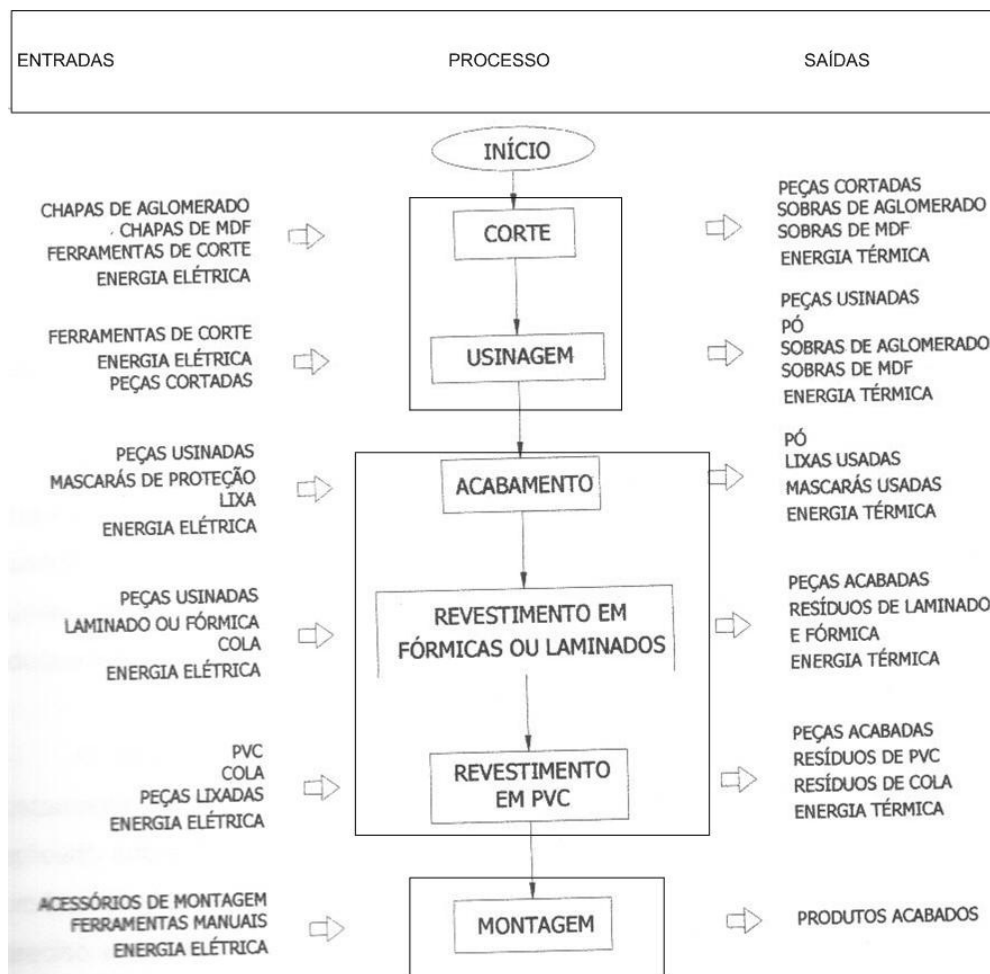 ENTRADAS PROCESSO SAÍDAS
INÍCIO
CHAPAS DE AGLOMERADO
CHAPAS DE MDF
FERRAMENTAS DE CORTE
ENERGIA ELÉTRICA
CORTE
PEÇAS CORTADAS
SOBRAS DE AGLOMERADO
SOBRAS DE MDF
ENERGIA TÉRMICA
FERRAMENTAS DE CORTE
ENERGIA ELÉTRICA
PEÇAS CORTADAS
USINAGEM
PEÇAS USINADAS
PÓ
SOBRAS DE AGLOMERADO
SOBRAS DE MDF
ENERGIA TÉRMICA
PEÇAS USINADAS
MASCARÁS DE PROTEÇÃO
LIXA
ENERGIA ELÉTRICA
ACABAMENTO
PÓ
LIXAS USADAS
MASCARÁS USADAS
ENERGIA TÉRMICA
PEÇAS USINADAS
LAMINADO OU FÓRMICA
COLA
ENERGIA ELÉTRICA
REVESTIMENTO EM
FÓRMICAS OU LAMINADOS
PEÇAS ACABADAS
RESÍDUOS DE LAMINADO
E FÓRMICA
ENERGIA TÉRMICA
PVC
COLA
PEÇAS LIXADAS
ENERGIA ELÉTRICA
REVESTIMENTO
EM PVC
PEÇAS ACABADAS
RESÍDUOS DE PVC
RESÍDUOS DE COLA
ENERGIA TÉRMICA
ACESSÓRIOS DE MONTAGEM
FERRAMENTAS MANUAIS
ENERGIA ELÉTRICA
MONTAGEM
PRODUTOS ACABADOS